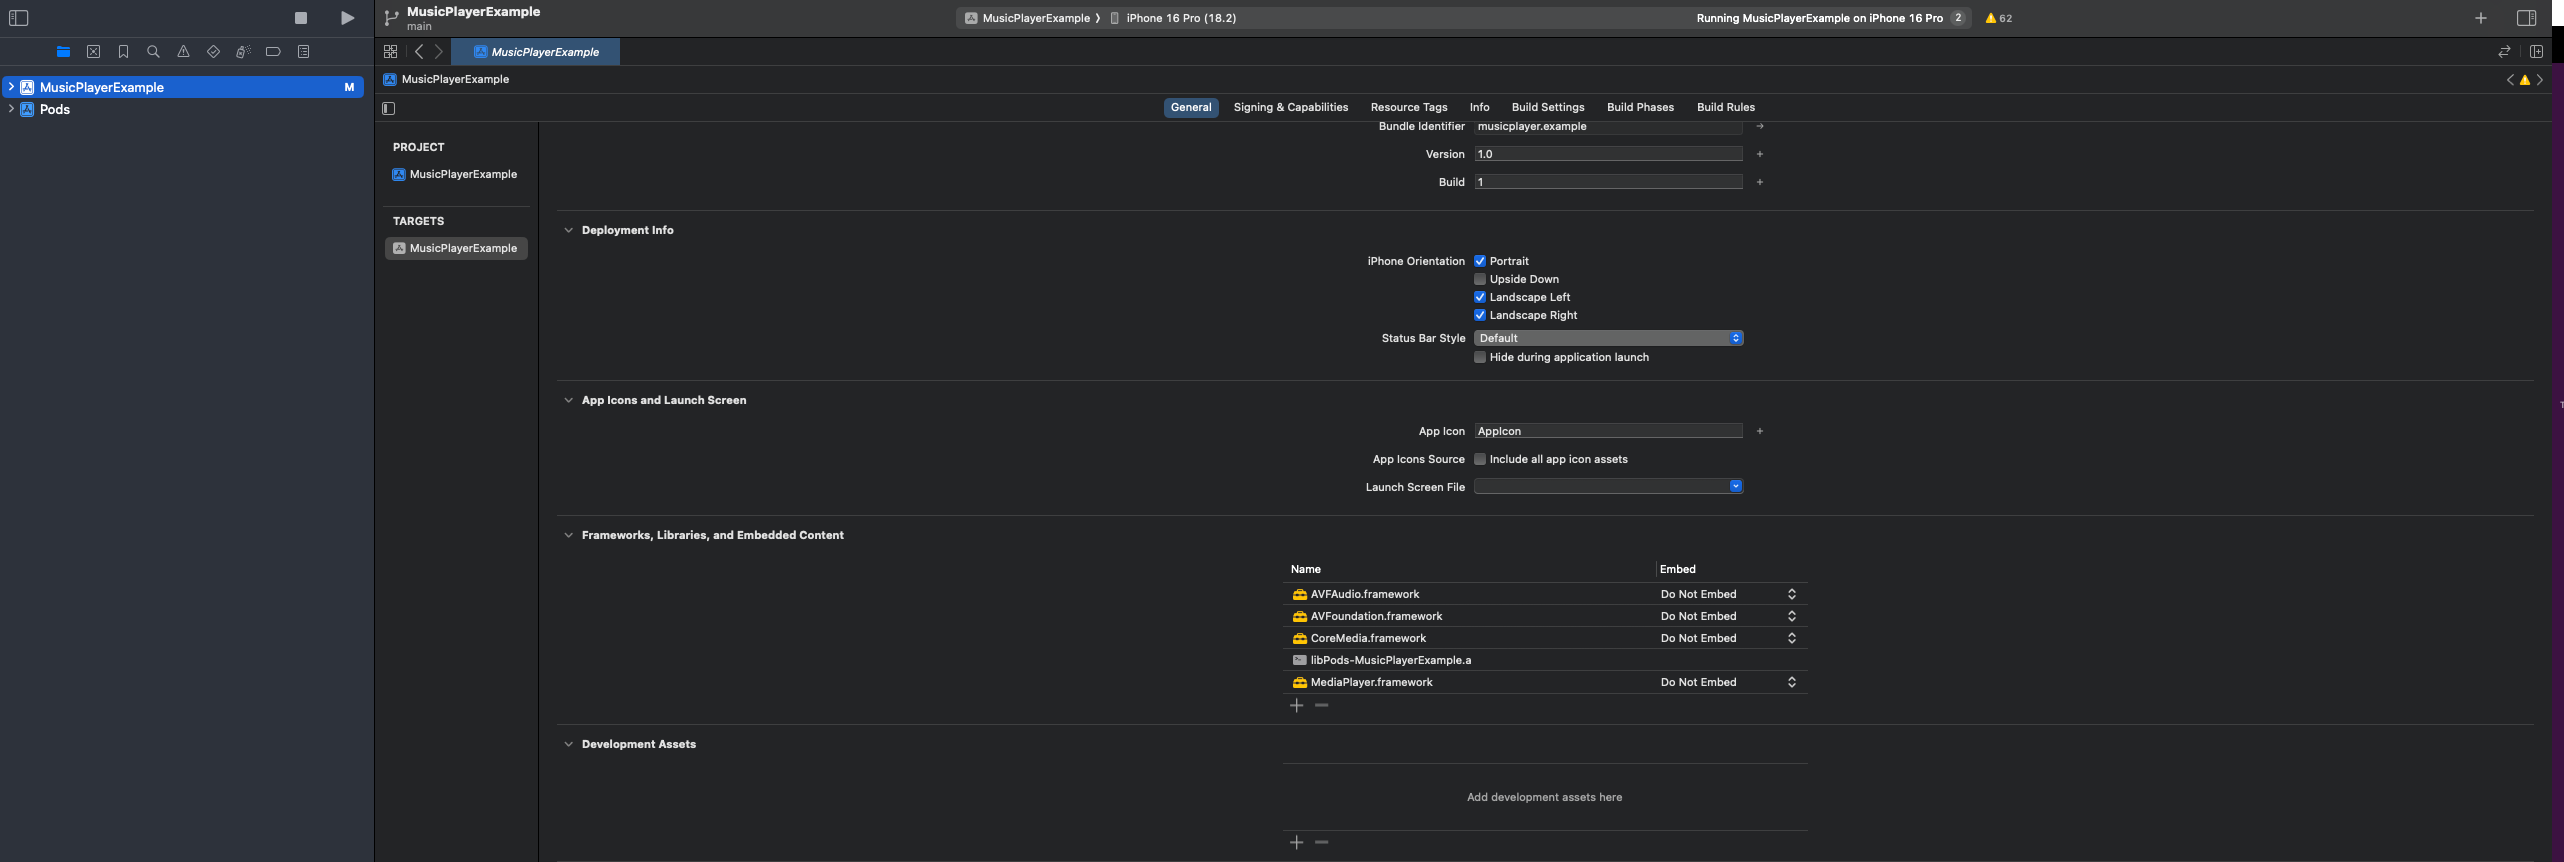 MusicPlayerExample
main
MusicPlayerExample
iPhone 16 Pro (18.2)
Running MusicPlayerExample on iPhone 16 Pro
2
62
MusicPlayerExample
MusicPlayerExample
M
Pods
MusicPlayerExample
General
Signing & Capabilities
Resource Tags
Info
Build Settings
Build Phases
Build Rules
PROJECT
MusicPlayerExample
TARGETS
MusicPlayerExample
Bundle Identifier
musicplayer.example
Version
1.0
Build
1
Deployment Info
iPhone Orientation
Portrait
Upside Down
Landscape Left
Landscape Right
Status Bar Style
Default
Hide during application launch
App Icons and Launch Screen
App Icon
AppIcon
App Icons Source
Include all app icon assets
Launch Screen File
Frameworks, Libraries, and Embedded Content
Name
Embed
AVFAudio.framework
Do Not Embed
AVFoundation.framework
Do Not Embed
CoreMedia.framework
Do Not Embed
libPods-MusicPlayerExample.a
MediaPlayer.framework
Do Not Embed
Development Assets
Add development assets here